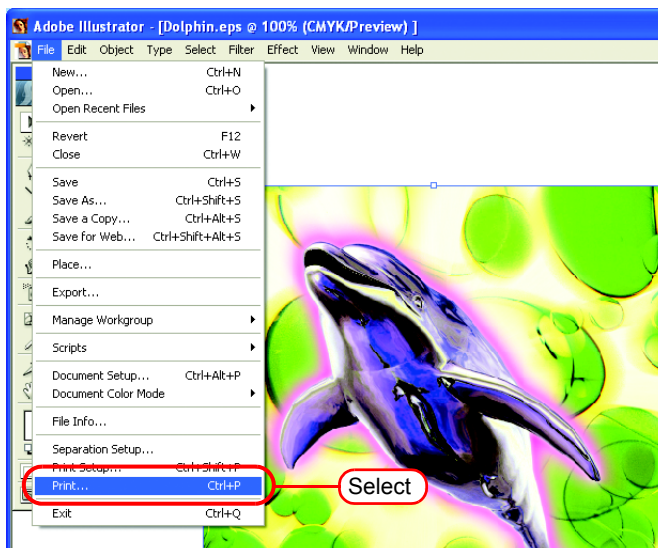 Adobe Illustrator - [Dolphin.eps @ 100% (CMYK/Preview) ]
File Edit Object Type Select Filter Effect View Window Help
New... Ctrl+N
Open... Ctrl+O
Open Recent Files
Revert F12
Close Ctrl+W
Save Ctrl+S
Save As... Ctrl+Shift+S
Save a Copy... Ctrl+Alt+S
Save for Web... Ctrl+Shift+Alt+S
Place...
Export...
Manage Workgroup
Scripts
Document Setup... Ctrl+Alt+P
Document Color Mode
File Info...
Separation Setup...
Print Setup... Ctrl+Shift+P
Print... Ctrl+P
Select
Exit Ctrl+Q